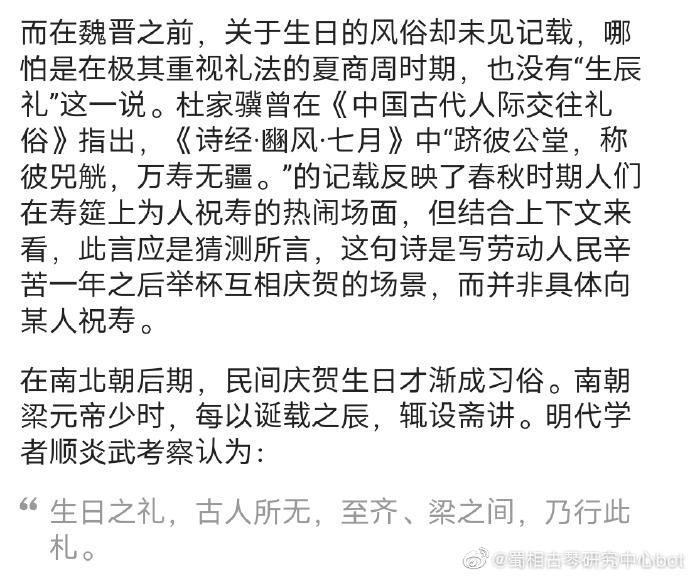 而在魏晋之前，关于生日的风俗却未见记载，哪
怕是在极其重视礼法的夏商周时期，也没有“生辰
礼”这一说。杜家骥曾在《中国古代人际交往礼
俗》指出，《诗经·豳风·七月》中“跻彼公堂，称
彼兕觥，万寿无疆。”的记载反映了春秋时期人们
在寿筵上为人祝寿的热闹场面，但结合上下文来
看，此言应是猜测所言，这句诗是写劳动人民辛
苦一年之后举杯互相庆贺的场景，而并非具体向
某人祝寿。
在南北朝后期，民间庆贺生日才渐成习俗。南朝
梁元帝少时，每以诞载之辰，辄设斋讲。明代学
者顺炎武考察认为：
“ 生日之礼，古人所无，至齐、梁之间，乃行此
札。
@蜀相古琴研究中心bot